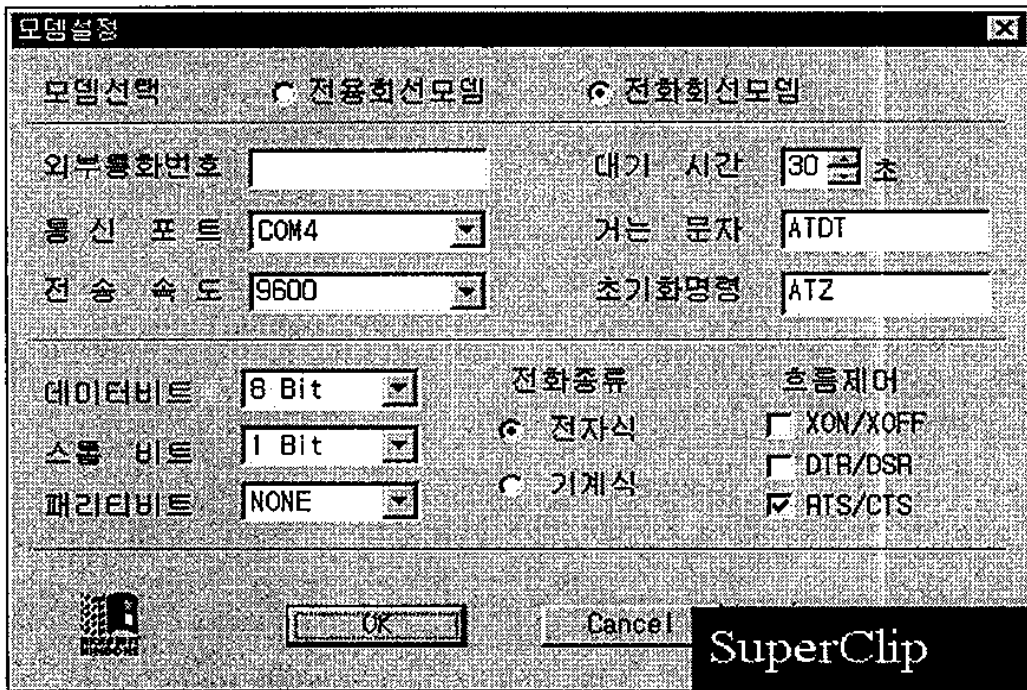 모뎀설정
모뎀선택 전용회선모뎀 전화회선모뎀
외부통화번호 대기 시간 30 초
통 신 포 트 COM4 거는 문자 ATDT
전 송 속 도 9600 초기화명령 ATZ
전화종류 흐름제어
데이터비트 8 Bit
전자식 XON/XOFF
스톱 비트 1 Bit
DTR/DSR
기계식
패리티비트 NONE RTS/CTS
OK Cancel
SuperClip